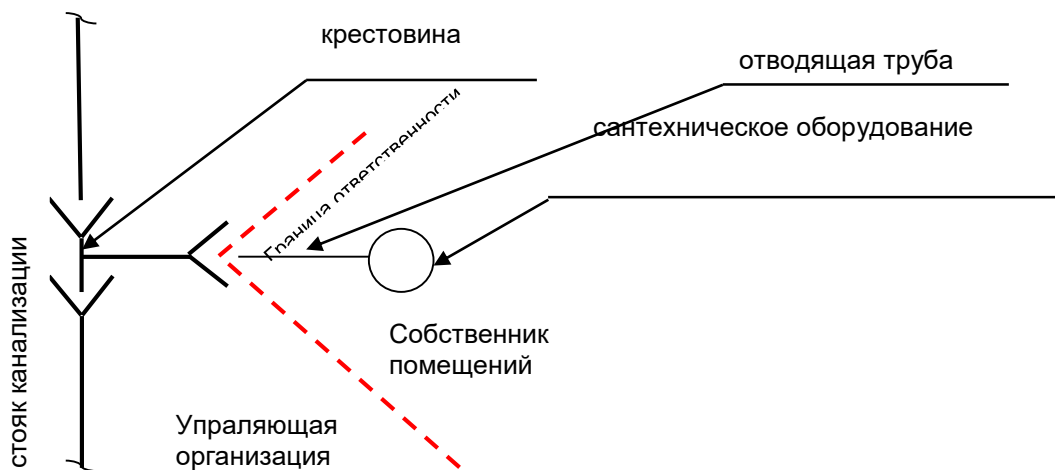 крестовина
отводящая труба
Граница ответственности
сантехническое оборудование
стояк канализации
Собственник
помещений
Упраляющая
организация